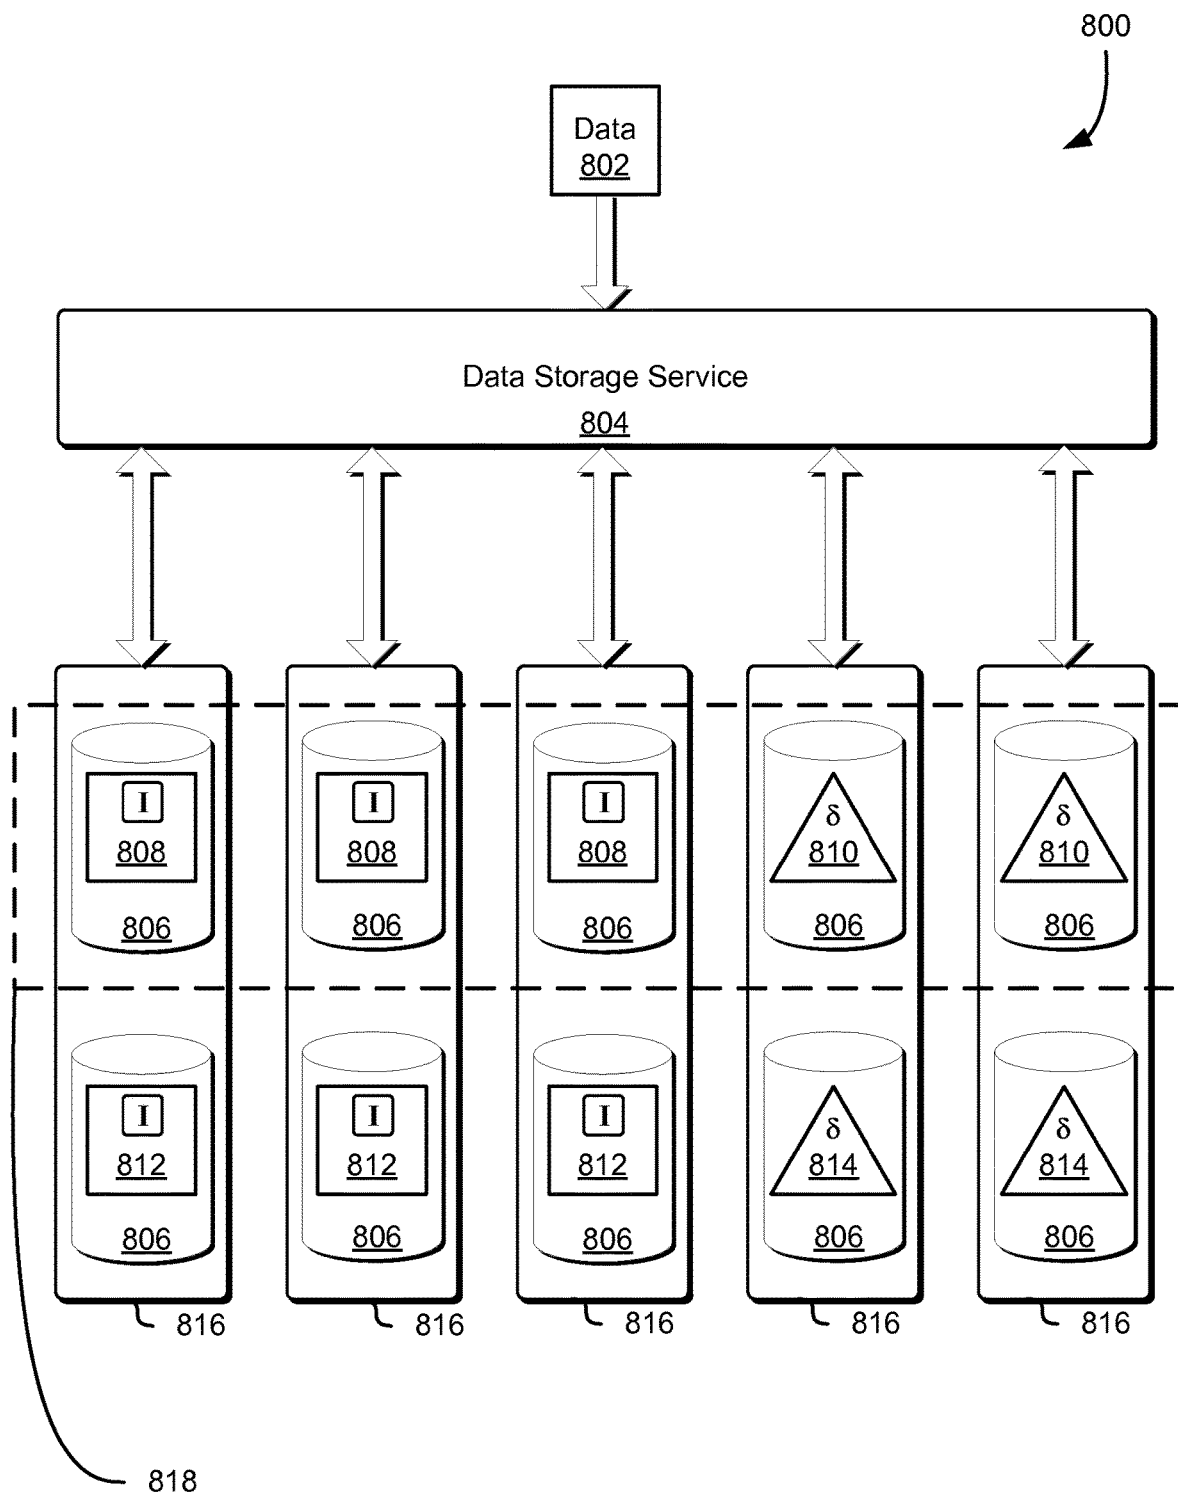 800
Data
802
Data Storage Service
804
I I I δ δ
808 808 808 810 810
806 806 806 806 806
I I I δ δ
812 812 812 814 814
806 806 806 806 806
816 816 816 816 816
818